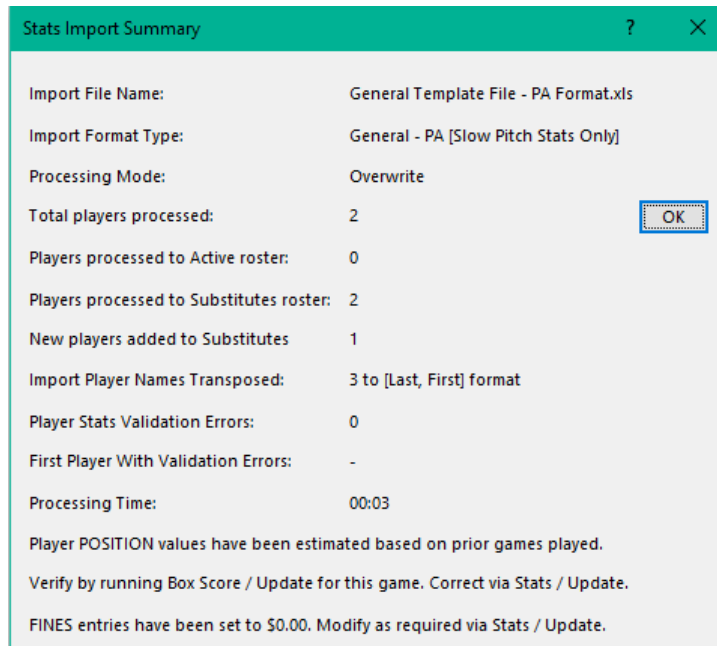 Stats Import Summary ?
Import File Name: General Template File - PA Format.xls
Import Format Type: General - PA [Slow Pitch Stats Only]
Processing Mode: Overwrite
Total players processed: 2 OK
Players processed to Active roster: 0
Players processed to Substitutes roster: 2
New players added to Substitutes 1
Import Player Names Transposed: 3 to [Last, First] format
Player Stats Validation Errors: 0
First Player With Validation Errors: -
Processing Time: 00:03
Player POSITION values have been estimated based on prior games played.
Verify by running Box Score / Update for this game. Correct via Stats / Update.
FINES entries have been set to $0.00. Modify as required via Stats / Update.